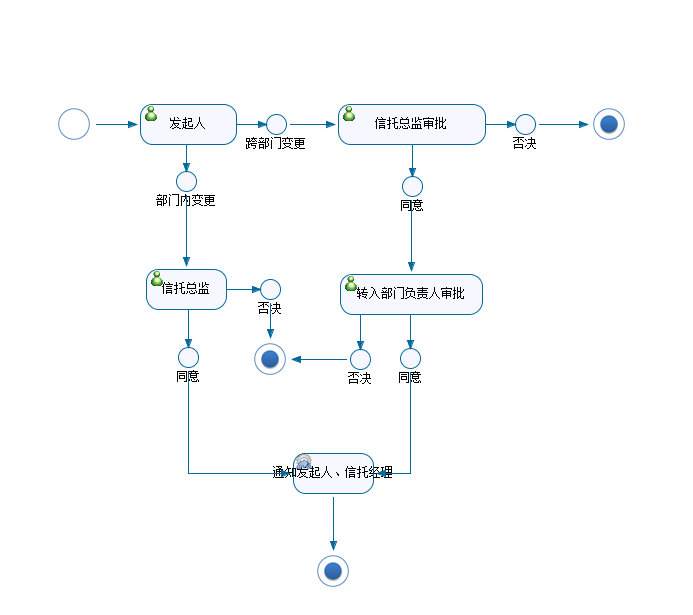 发起人
信托总监审批
跨部门变更
否决
部门内变更
同意
信托总监
转入部门负责人审批
否决
同意
否决
同意
通知发起人、信托经理